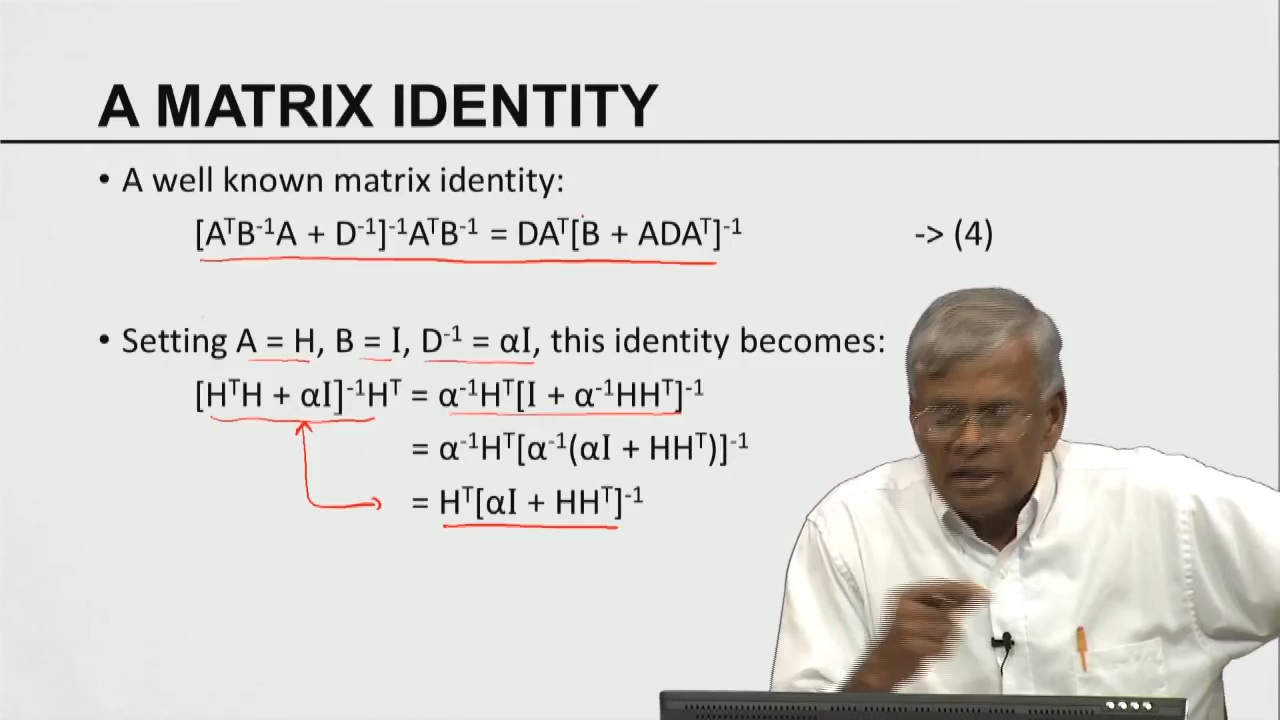 A MATRIX IDENTITY
• A well known matrix identity:
[AᵀB⁻¹A + D⁻¹]⁻¹AᵀB⁻¹ = DAᵀ[B + ADAᵀ]⁻¹ -> (4)
• Setting A = H, B = I, D⁻¹ = αI, this identity becomes:
[HᵀH + αI]⁻¹Hᵀ = α⁻¹Hᵀ[I + α⁻¹HHᵀ]⁻¹
= α⁻¹Hᵀ[α⁻¹(αI + HHᵀ)]⁻¹
= Hᵀ[αI + HHᵀ]⁻¹